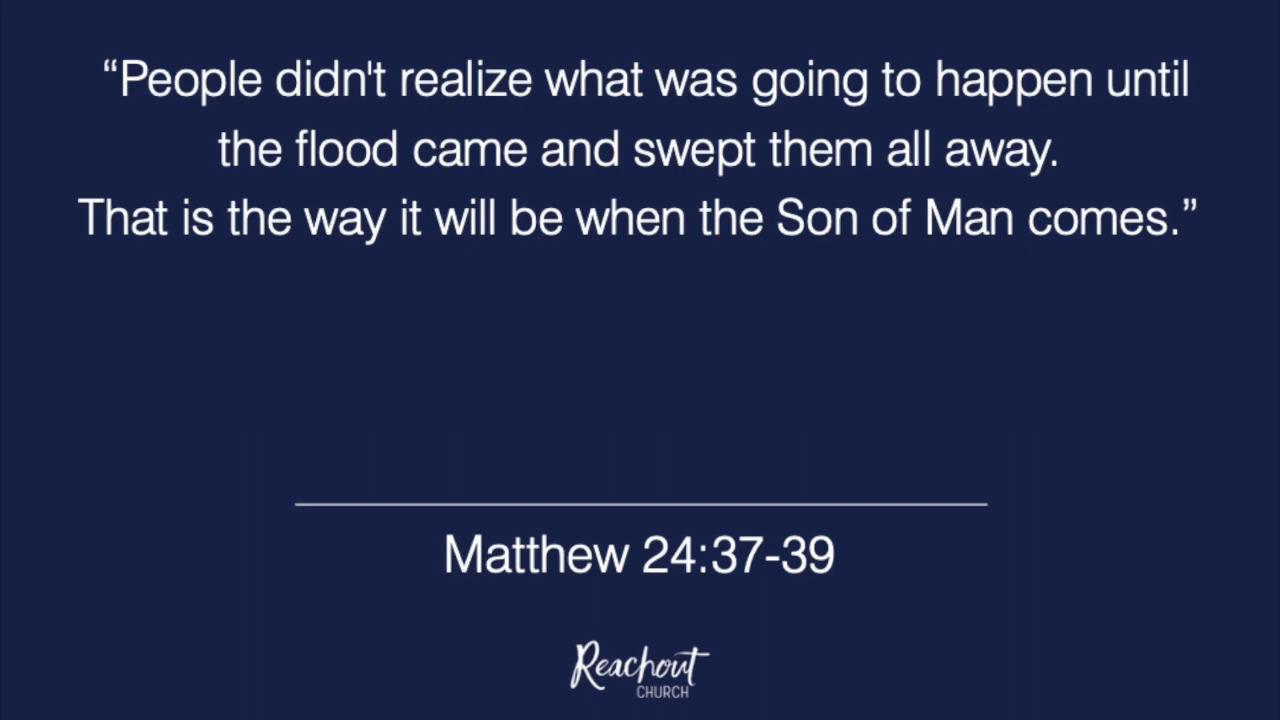 “People didn't realize what was going to happen until
the flood came and swept them all away.
That is the way it will be when the Son of Man comes.”
Matthew 24:37-39
Reachout
CHURCH